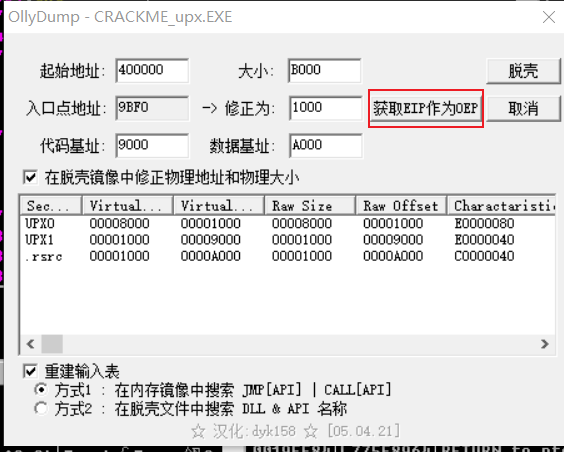 OllyDump - CRACKME_upx.EXE
起始地址: 400000 大小: B000 脱壳
入口点地址: 9BF0 -> 修正为: 1000 获取EIP作为OEP 取消
代码基址: 9000 数据基址: A000
在脱壳镜像中修正物理地址和物理大小
Sec... Virtual... Virtual... Raw Size Raw Offset Charactaristic
UPX0 00008000 00001000 00008000 00001000 E0000080
UPX1 00001000 00009000 00001000 00009000 E0000040
.rsrc 00001000 0000A000 00001000 0000A000 C0000040
重建输入表
方式1 : 在内存镜像中搜索 JMP[API] | CALL[API]
方式2 : 在脱壳文件中搜索 DLL & API 名称
☆ 汉化:dyk158 ☆ [05.04.21]